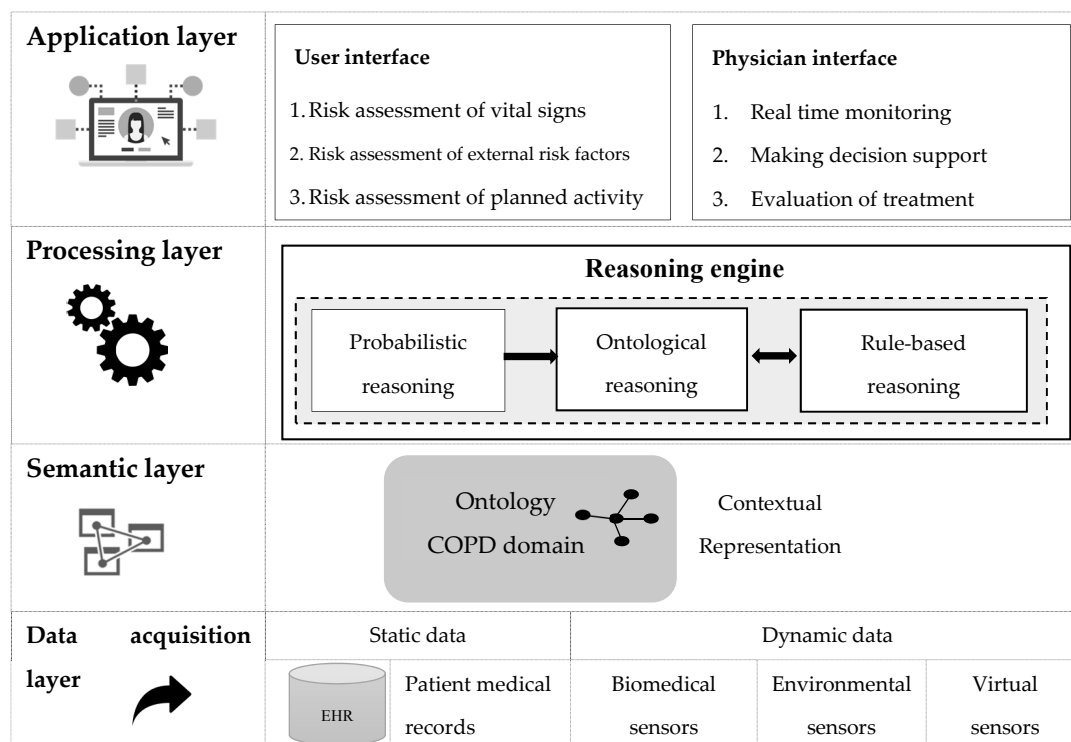 Application layer
User interface
1. Risk assessment of vital signs
2. Risk assessment of external risk factors
3. Risk assessment of planned activity
Physician interface
1. Real time monitoring
2. Making decision support
3. Evaluation of treatment
Processing layer
Reasoning engine
Probabilistic
reasoning
Ontological
reasoning
Rule-based
reasoning
Semantic layer
Ontology
COPD domain
Contextual
Representation
Data acquisition
layer
Static data
Dynamic data
EHR
Patient medical
records
Biomedical
sensors
Environmental
sensors
Virtual
sensors